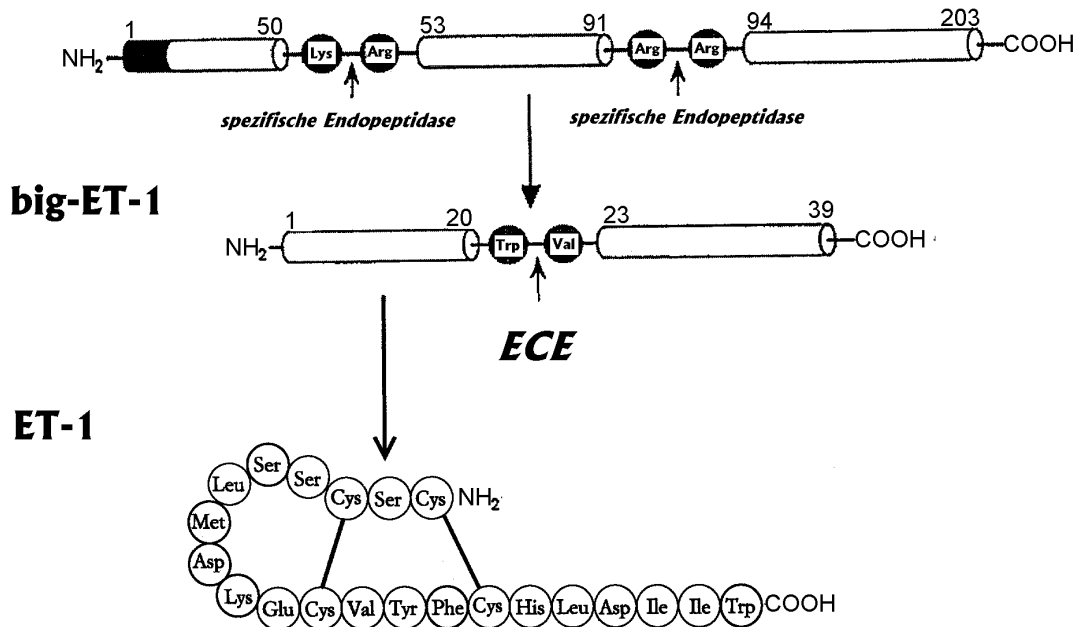 1 50 53 91 94 203
NH2 Lys Arg Arg Arg COOH
spezifische Endopeptidase spezifische Endopeptidase
big-ET-1
1 20 23 39
NH2 Trp Val COOH
ECE
ET-1
Leu Ser Ser Cys Ser Cys NH2
Met
Asp
Lys Glu Cys Val Tyr Phe Cys His Leu Asp Ile Ile Trp COOH